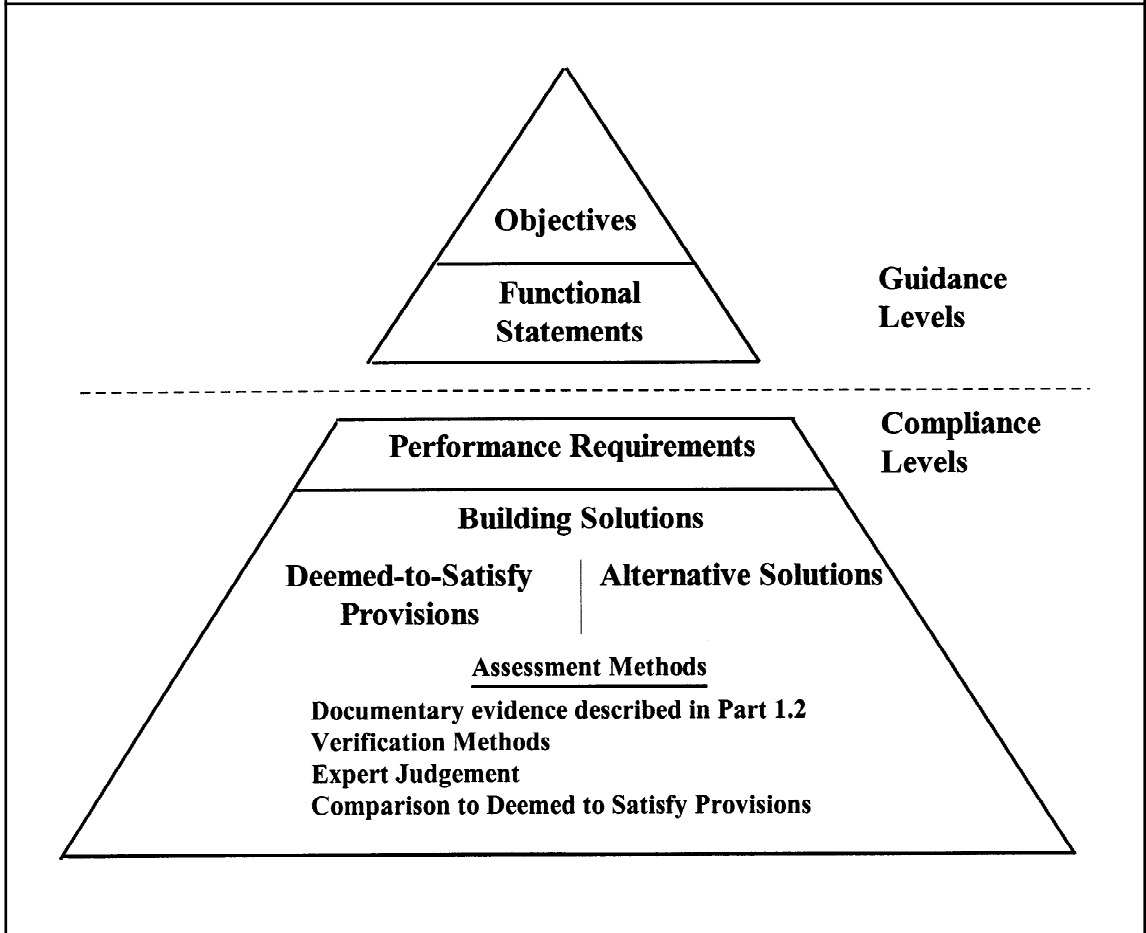 Objectives
Functional
Statements
Guidance
Levels
Compliance
Levels
Performance Requirements
Building Solutions
Deemed-to-Satisfy
Provisions
Alternative Solutions
Assessment Methods
Documentary evidence described in Part 1.2
Verification Methods
Expert Judgement
Comparison to Deemed to Satisfy Provisions